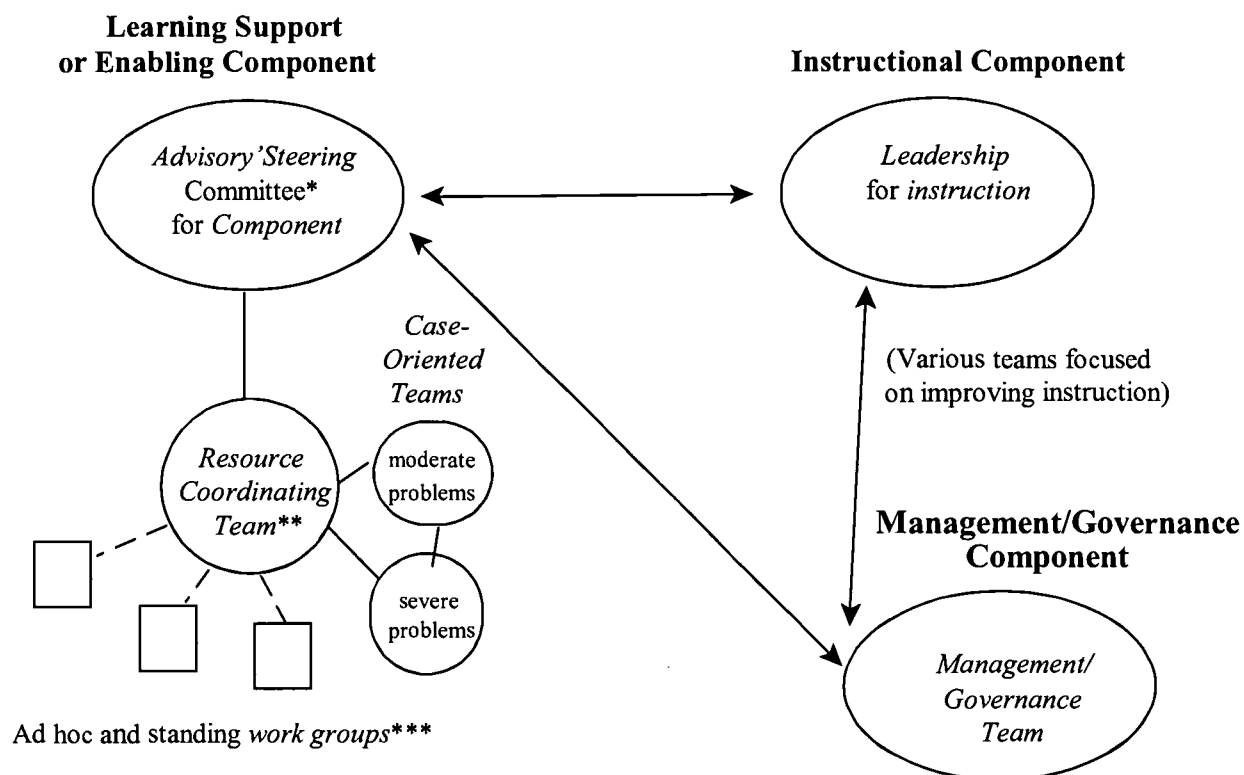 Learning Support
or Enabling Component
Instructional Component
Advisory'Steering
Committee*
for Component
Leadership
for instruction
Case-
Oriented
Teams
(Various teams focused
on improving instruction)
Resource
Coordinating
Team**
moderate
problems
Management/Governance
Component
severe
problems
Management/
Governance
Team
Ad hoc and standing work groups***